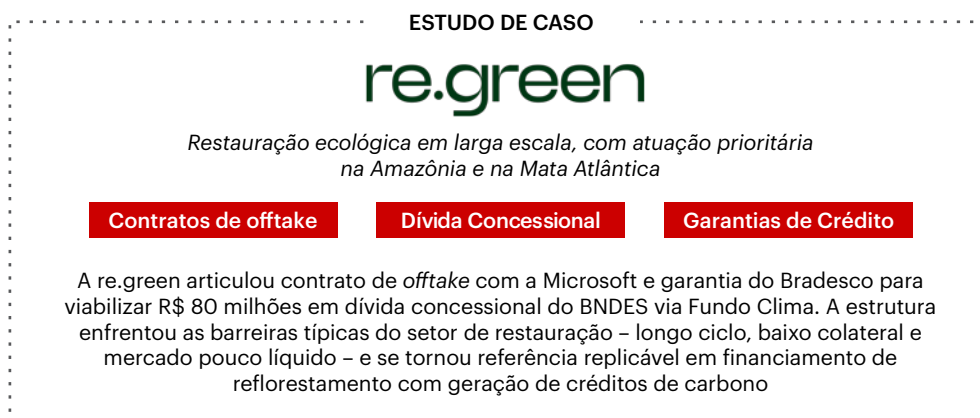 ESTUDO DE CASO
re.green
Restauração ecológica em larga escala, com atuação prioritária
na Amazônia e na Mata Atlântica
Contratos de offtake
Dívida Concessional
Garantias de Crédito
A re.green articulou contrato de offtake com a Microsoft e garantia do Bradesco para
viabilizar R$ 80 milhões em dívida concessional do BNDES via Fundo Clima. A estrutura
enfrentou as barreiras típicas do setor de restauração – longo ciclo, baixo colateral e
mercado pouco líquido – e se tornou referência replicável em financiamento de
reflorestamento com geração de créditos de carbono